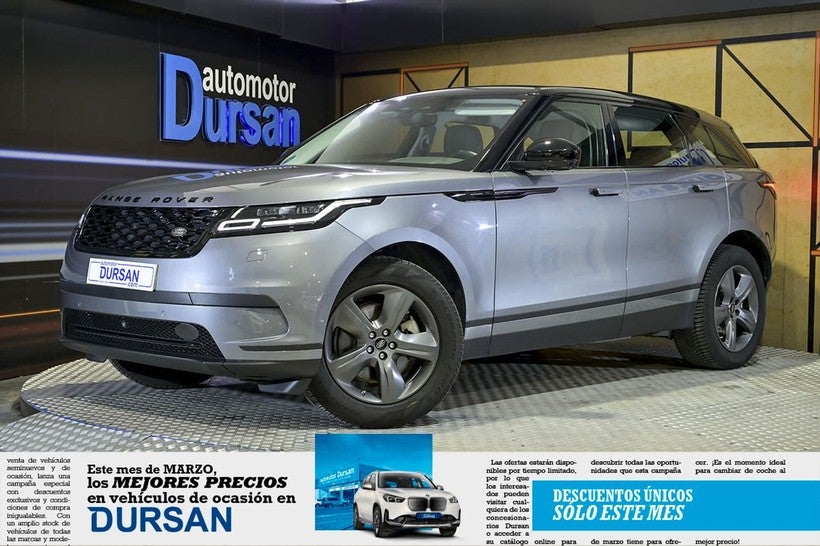 automotor
Dursan
RANGE ROVER
automotor
DURSAN
.com
venta de vehículos
seminuevos y de
ocasión, lanza una
campaña especial
con descuentos
exclusivos y condi-
ciones de compra
inigualables. Con
un amplio stock de
vehículos de todas
las marcas y mode-
Este mes de MARZO,
los MEJORES PRECIOS
en vehículos de ocasión en
DURSAN
automotor Dursan
Las ofertas estarán dispo-
nibles por tiempo limitado,
por lo que
los interesa-
dos pueden
visitar cual-
quiera de los
concesiona-
rios Dursan
o acceder a
su catálogo
online para
descubrir todas las oportu-
nidades que esta campaña
de marzo tiene para ofre-
cer. ¡Es el momento ideal
para cambiar de coche al
mejor precio!
DESCUENTOS ÚNICOS
SÓLO ESTE MES